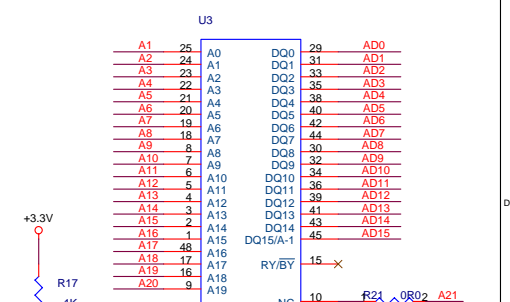 U3
A1 25 A0 DQ0 29 AD0
A2 24 A1 DQ1 31 AD1
A3 23 A2 DQ2 33 AD2
A4 22 A3 DQ3 35 AD3
A5 21 A4 DQ4 38 AD4
A6 20 A5 DQ5 40 AD5
A7 19 A6 DQ6 42 AD6
A8 18 A7 DQ7 44 AD7
A9 8 A8 DQ8 30 AD8
A10 7 A9 DQ9 32 AD9
A11 6 A10 DQ10 34 AD10
A12 5 A11 DQ11 36 AD11
A13 4 A12 DQ12 39 AD12
A14 3 A13 DQ13 41 AD13
A15 2 A14 DQ14 43 AD14
A16 1 A15 DQ15/A-1 45 AD15
A17 48 A16
A18 17 A17 RY/BY 15
A19 16 A18
A20 9 A19
NC 10 1 R21 0R0 2 A21
+3.3V
R17
1K
D